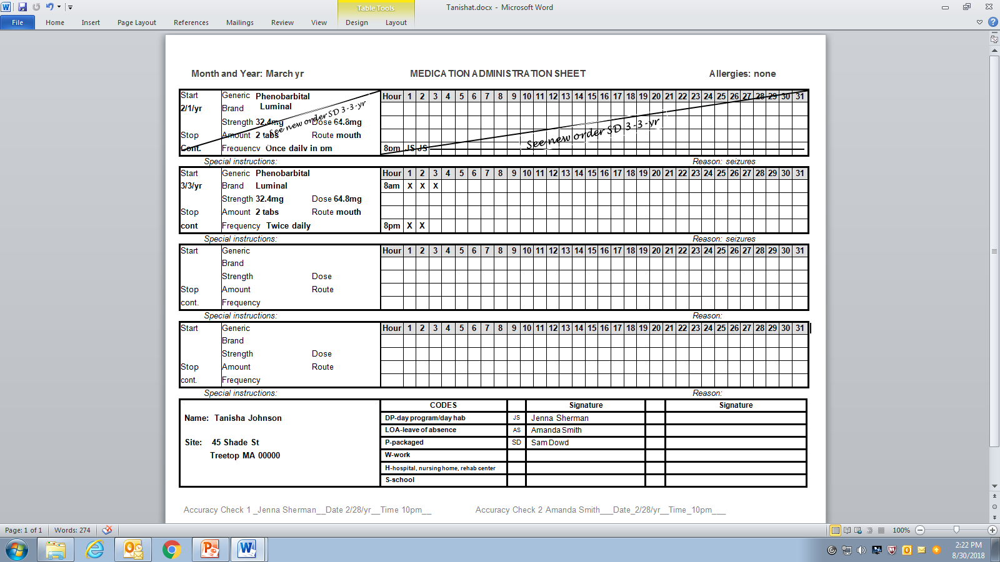 Tanishat.docx - Microsoft Word
Table Tools
File Home Insert Page Layout References Mailings Review View Design Layout
Month and Year: March yr MEDICATION ADMINISTRATION SHEET Allergies: none
Start Generic Phenobarbital Hour 1 2 3 4 5 6 7 8 9 10 11 12 13 14 15 16 17 18 19 20 21 22 23 24 25 26 27 28 29 30 31
2/1/yr Brand Luminal
See new order SD 3-3-yr
Strength 32.4mg Dose 64.8mg
See new order SD 3-3-yr
Stop Amount 2 tabs Route mouth
Cont. Frequency Once daily in pm 8pm JS JS
Special instructions: Reason: seizures
Start Generic Phenobarbital Hour 1 2 3 4 5 6 7 8 9 10 11 12 13 14 15 16 17 18 19 20 21 22 23 24 25 26 27 28 29 30 31
3/3/yr Brand Luminal 8am X X X
Strength 32.4mg Dose 64.8mg
Stop Amount 2 tabs Route mouth
cont Frequency Twice daily 8pm X X
Special instructions: Reason: seizures
Start Generic Hour 1 2 3 4 5 6 7 8 9 10 11 12 13 14 15 16 17 18 19 20 21 22 23 24 25 26 27 28 29 30 31
Brand
Strength Dose
Stop Amount Route
cont. Frequency
Special instructions: Reason:
Start Generic Hour 1 2 3 4 5 6 7 8 9 10 11 12 13 14 15 16 17 18 19 20 21 22 23 24 25 26 27 28 29 30 31
Brand
Strength Dose
Stop Amount Route
cont. Frequency
Special instructions: Reason:
CODES Signature Signature
Name: Tanisha Johnson DP-day program/day hab JS Jenna Sherman
LOA-leave of absence AS Amanda Smith
Site: 45 Shade St P-packaged SD Sam Dowd
Treetop MA 00000 W-work
H-hospital, nursing home, rehab center
S-school
Accuracy Check 1 _Jenna Sherman__Date 2/28/yr__Time 10pm__ Accuracy Check 2 Amanda Smith___Date_2/28/yr__Time_10pm___
Page: 1 of 1 Words: 274 100%
2:22 PM
8/30/2018